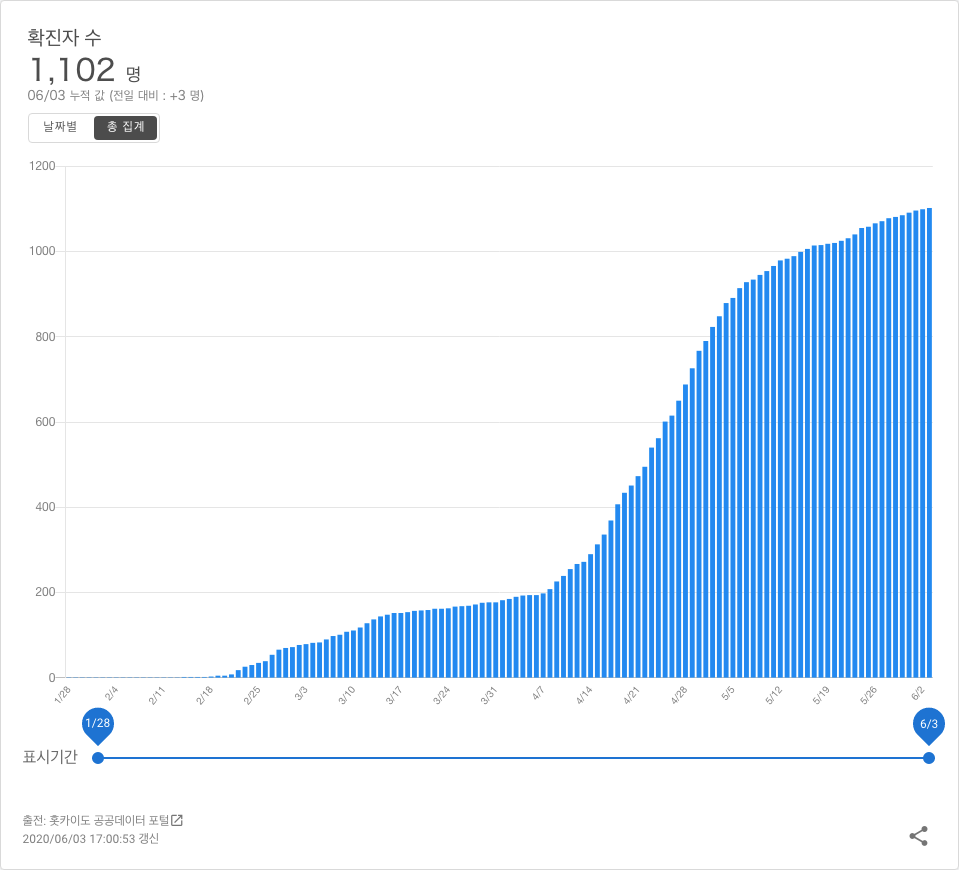 확진자 수
1,102 명
06/03 누적 값 (전일 대비 : +3 명)
날짜별 총 집계
1200
1000
800
600
400
200
0
1/28 2/4 2/11 2/18 2/25 3/3 3/10 3/17 3/24 3/31 4/7 4/14 4/21 4/28 5/5 5/12 5/19 5/26 6/2
1/28 6/3
표시기간
출전: 홋카이도 공공데이터 포털
2020/06/03 17:00:53 갱신